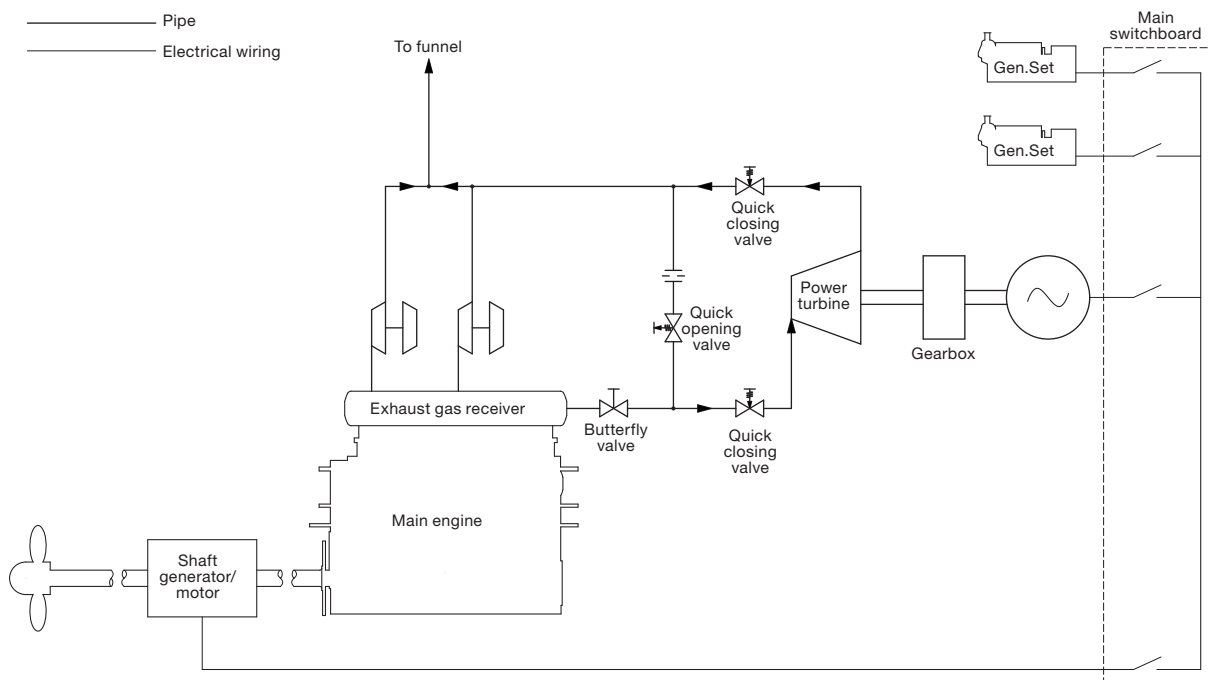 Pipe
Electrical wiring
To funnel
Main
switchboard
Gen.Set
Gen.Set
Quick
closing
valve
Power
turbine
Quick
opening
valve
Gearbox
Exhaust gas receiver
Butterfly
valve
Quick
closing
valve
Main engine
Shaft
generator/
motor